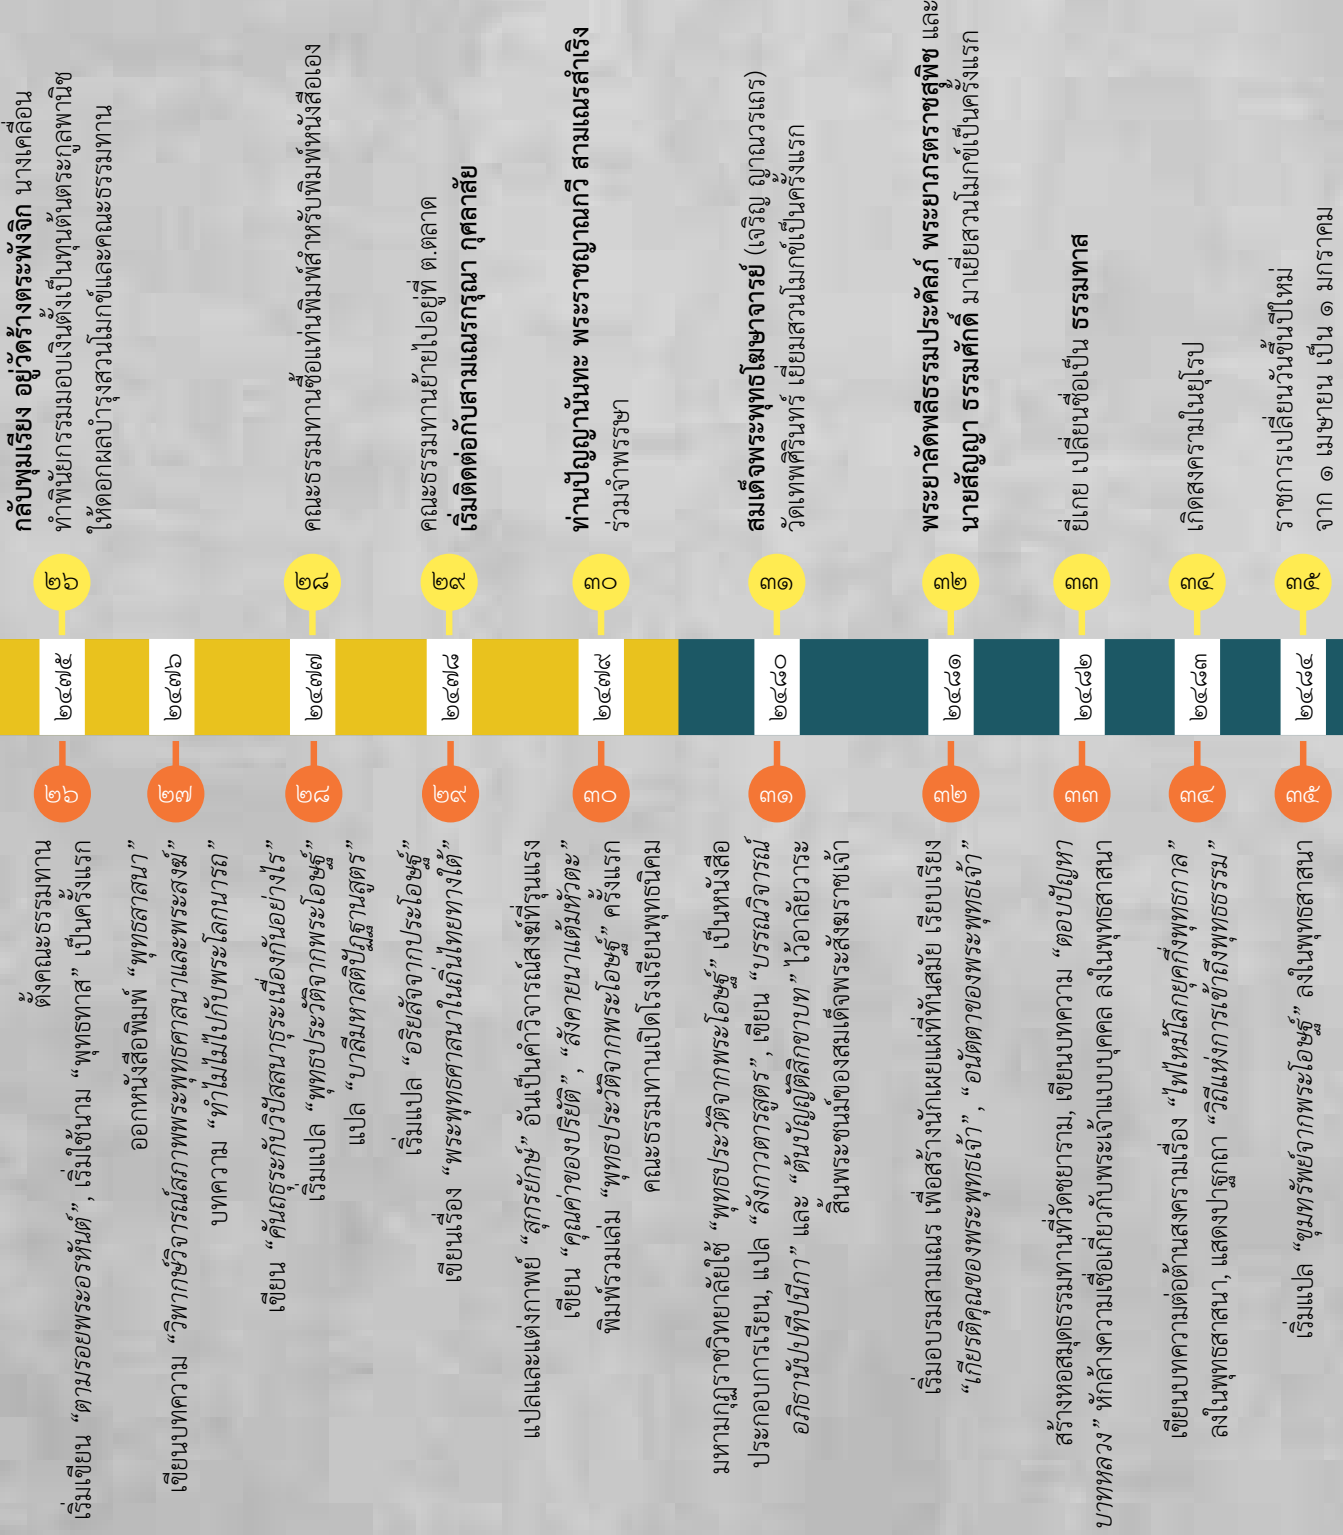 กลับพุมเรียง อยู่วัดร้างตระพังจิก นางเคลื่อน
ทำพินัยกรรมมอบเงินตั้งเป็นทุนต้นตระกูลพานิช
ให้ดอกผลบำรุงสวนโมกข์และคณะธรรมทาน
๒๖
๒๔๗๕
๒๖
ตั้งคณะธรรมทาน
เริ่มเขียน “ตามรอยพระอรหันต์”, เริ่มใช้นาม “พุทธทาส” เป็นครั้งแรก
๒๔๗๖
๒๗
ออกหนังสือพิมพ์ “พุทธสาสนา”
เขียนบทความ “วิพากษ์วิจารณ์สภาพพระพุทธศาสนาและพระสงฆ์”
บทความ “ทำไมไม่ไปกับพระโลกนารถ”
คณะธรรมทานซื้อแท่นพิมพ์สำหรับพิมพ์หนังสือเอง
๒๘
๒๔๗๗
๒๘
เขียน “คันถธุระกับวิปัสสนาธุระเนื่องกันอย่างไร”
เริ่มแปล “พุทธประวัติจากพระโอษฐ์”
แปล “บาลีมหาสติปัฏฐานสูตร”
คณะธรรมทานย้ายไปอยู่ที่ ต.ตลาด
เริ่มติดต่อกับสามเณรกรุณา กุศลาสัย
๒๙
๒๔๗๘
๒๙
เริ่มแปล “อริยสัจจากประโอษฐ์”
เขียนเรื่อง “พระพุทธศาสนาในถิ่นไทยทางใต้”
ท่านปัญญานันทะ พระราชญาณกวี สามเณรสำเริง
ร่วมจำพรรษา
๓๐
๒๔๗๙
๓๐
แปลและแต่งกาพย์ “สุกรยักษ์” อันเป็นคำวิจารณ์สงฆ์ที่รุนแรง
เขียน “คุณค่าของปริยัติ”, “สังคายนาแต้มหัวตะ”
พิมพ์รวมเล่ม “พุทธประวัติจากพระโอษฐ์” ครั้งแรก
คณะธรรมทานเปิดโรงเรียนพุทธนิคม
สมเด็จพระพุทธโฆษาจารย์ (เจริญ ญาณวรเถร)
วัดเทพศิรินทร์ เยี่ยมสวนโมกข์เป็นครั้งแรก
๓๑
๒๔๘๐
๓๑
มหามกุฏราชวิทยาลัยใช้ “พุทธประวัติจากพระโอษฐ์” เป็นหนังสือ
ประกอบการเรียน, แปล “ลังกาวตารสูตร”, เขียน “บรรณวิจารณ์
อภิธานัปปทีปนีกา” และ “ต้นบัญญัติสิกขาบท” ไว้อาลัยวาระ
สิ้นพระชนม์ของสมเด็จพระสังฆราชเจ้า
พระยาลัดพลีธรรมประคัลภ์ พระยาภรตราชสุพิช และ
นายสัญญา ธรรมศักดิ์ มาเยี่ยสวนโมกข์เป็นครั้งแรก
๓๒
๒๔๘๑
๓๒
เริ่มอบรมสามเณร เพื่อสร้างนักเผยแผ่ที่ทันสมัย เรียบเรียง
“เกียรติคุณของพระพุทธเจ้า”, “อนัตตาของพระพุทธเจ้า”
ยี่เกย เปลี่ยนชื่อเป็น ธรรมทาส
๓๓
๒๔๘๒
๓๓
สร้างหอสมุดธรรมทานที่วัดชยาราม, เขียนบทความ “ตอบปัญหา
บาทหลวง” หักล้างความเชื่อเกี่ยวกับพระเจ้าแบบบุคคล ลงในพุทธสาสนา
เกิดสงครามในยุโรป
๓๔
๒๔๘๓
๓๔
เขียนบทความต่อต้านสงครามเรื่อง “ไฟไหม้โลกยุคกึ่งพุทธกาล”
ลงในพุทธสาสนา, แสดงปาฐกถา “วิถีแห่งการเข้าถึงพุทธธรรม”
ราชการเปลี่ยนวันขึ้นปีใหม่
จาก ๑ เมษายน เป็น ๑ มกราคม
๓๕
๒๔๘๔
๓๕
เริ่มแปล “ขุมทรัพย์จากพระโอษฐ์” ลงในพุทธสาสนา